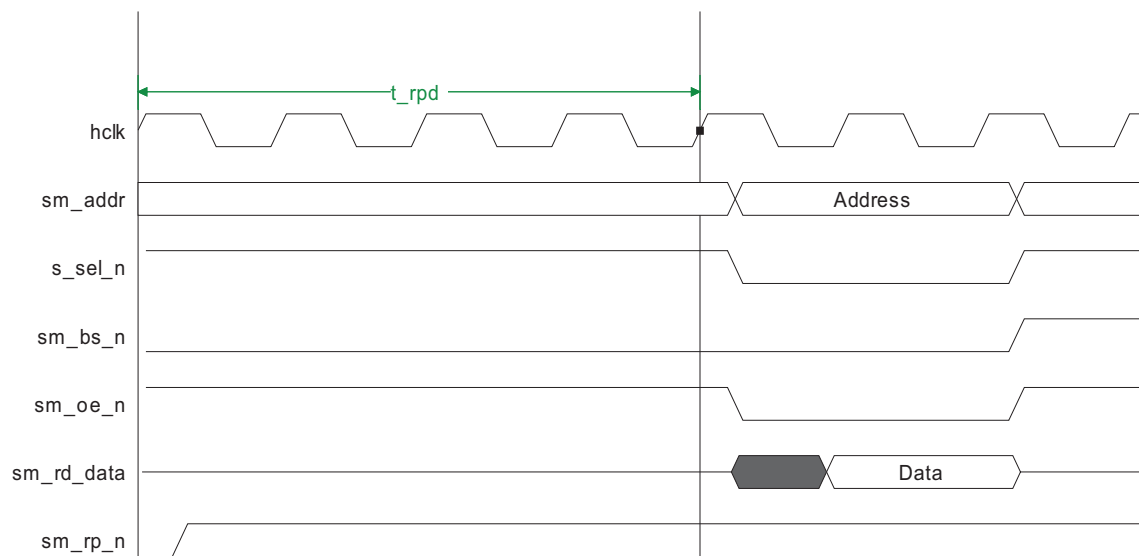 t_rpd
hclk
sm_addr
Address
s_sel_n
sm_bs_n
sm_oe_n
sm_rd_data
Data
sm_rp_n